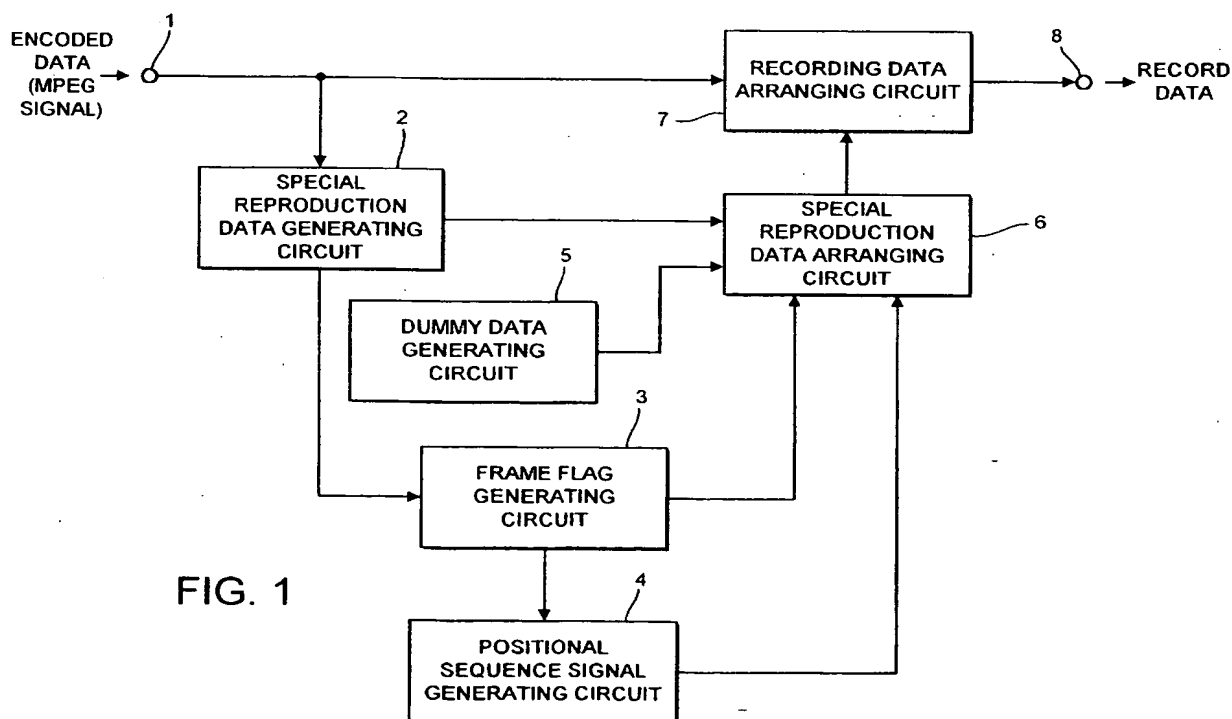 1
ENCODED
DATA
(MPEG
SIGNAL)
RECORDING DATA
ARRANGING CIRCUIT
7
8
RECORD
DATA
2
SPECIAL
REPRODUCTION
DATA GENERATING
CIRCUIT
SPECIAL
REPRODUCTION
DATA ARRANGING
CIRCUIT
6
5
DUMMY DATA
GENERATING
CIRCUIT
3
FRAME FLAG
GENERATING
CIRCUIT
FIG. 1
4
POSITIONAL
SEQUENCE SIGNAL
GENERATING CIRCUIT